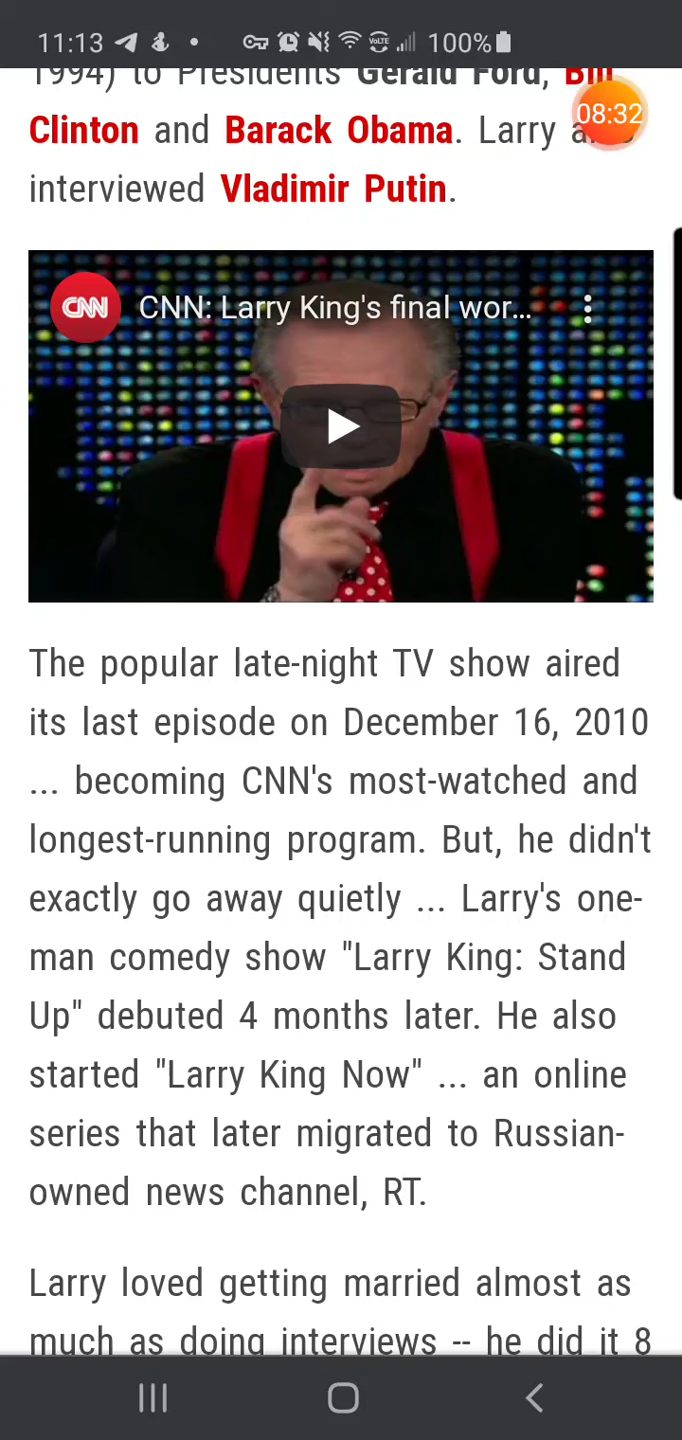 11:13
100%
1994) to Presidents Gerald Ford, Bill
08:32
Clinton and Barack Obama. Larry
interviewed Vladimir Putin.
CNN
CNN: Larry King's final wor...
The popular late-night TV show aired
its last episode on December 16, 2010
... becoming CNN's most-watched and
longest-running program. But, he didn't
exactly go away quietly ... Larry's one-
man comedy show "Larry King: Stand
Up" debuted 4 months later. He also
started "Larry King Now" ... an online
series that later migrated to Russian-
owned news channel, RT.
Larry loved getting married almost as
much as doing interviews -- he did it 8